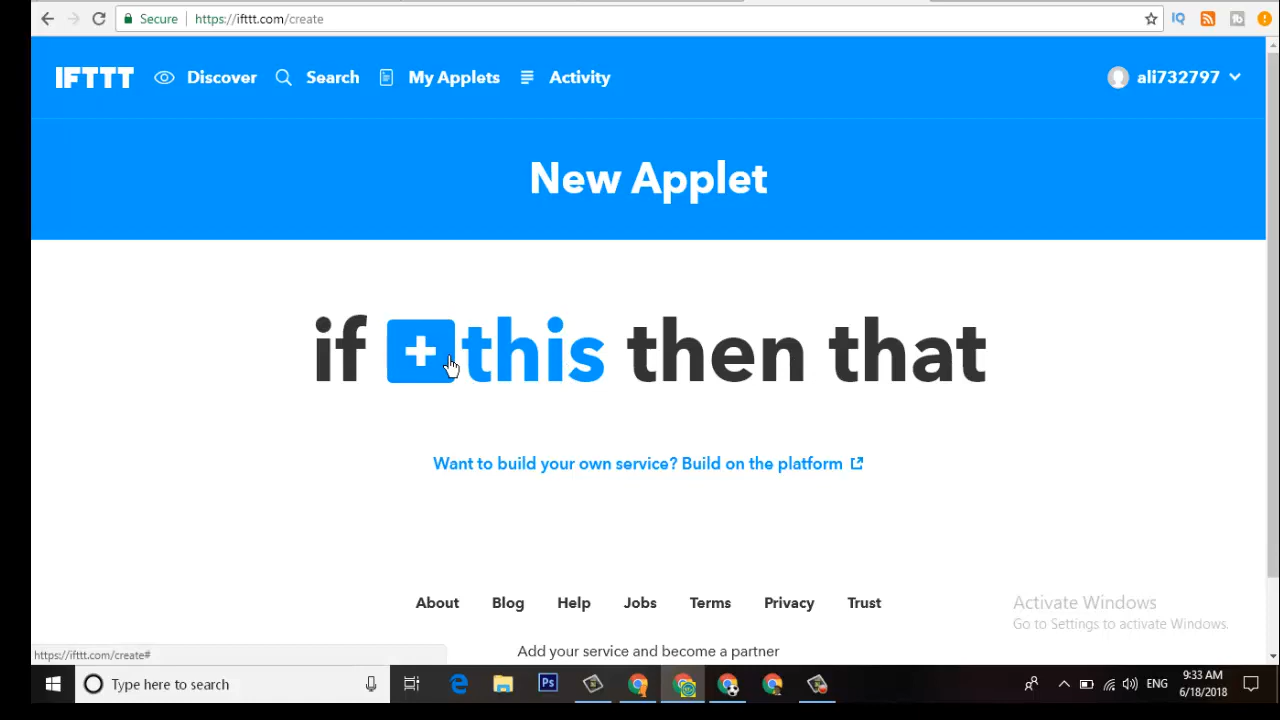 Secure https://ifttt.com/create
IFTTT Discover Search My Applets Activity ali732797
New Applet
if this then that
Want to build your own service? Build on the platform
About Blog Help Jobs Terms Privacy Trust
Activate Windows
Go to Settings to activate Windows.
Add your service and become a partner
https://ifttt.com/create#
Type here to search
Ps
ENG
9:33 AM
6/18/2018